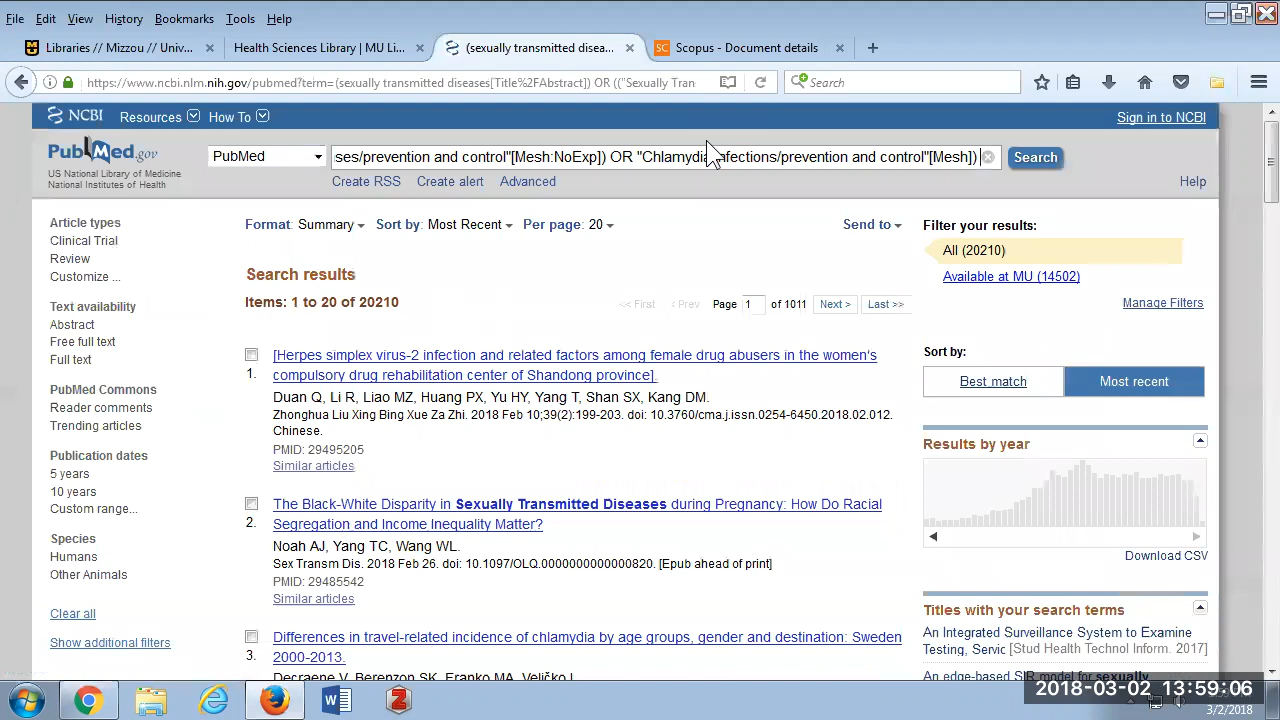 File Edit View History Bookmarks Tools Help
Libraries // Mizzou // Univ... × Health Sciences Library | MU Li... × (sexually transmitted disea... × SC Scopus - Document details × +
https://www.ncbi.nlm.nih.gov/pubmed?term=(sexually transmitted diseases[Title%2FAbstract]) OR (("Sexually Tran Search
NCBI Resources How To Sign in to NCBI
PubMed.gov
US National Library of Medicine
National Institutes of Health
PubMed
ses/prevention and control"[Mesh:NoExp]) OR "Chlamydia Infections/prevention and control"[Mesh]) Search
Create RSS Create alert Advanced Help
Article types
Clinical Trial
Review
Customize ...
Text availability
Abstract
Free full text
Full text
PubMed Commons
Reader comments
Trending articles
Publication dates
5 years
10 years
Custom range...
Species
Humans
Other Animals
Clear all
Show additional filters
Format: Summary Sort by: Most Recent Per page: 20 Send to
Search results
Items: 1 to 20 of 20210
<< First < Prev Page 1 of 1011 Next > Last >>
[Herpes simplex virus-2 infection and related factors among female drug abusers in the women's
1. compulsory drug rehabilitation center of Shandong province].
Duan Q, Li R, Liao MZ, Huang PX, Yu HY, Yang T, Shan SX, Kang DM.
Zhonghua Liu Xing Bing Xue Za Zhi. 2018 Feb 10;39(2):199-203. doi: 10.3760/cma.j.issn.0254-6450.2018.02.012.
Chinese.
PMID: 29495205
Similar articles
The Black-White Disparity in Sexually Transmitted Diseases during Pregnancy: How Do Racial
2. Segregation and Income Inequality Matter?
Noah AJ, Yang TC, Wang WL.
Sex Transm Dis. 2018 Feb 26. doi: 10.1097/OLQ.0000000000000820. [Epub ahead of print]
PMID: 29485542
Similar articles
Differences in travel-related incidence of chlamydia by age groups, gender and destination: Sweden
3. 2000-2013.
Decraene V, Berenzon SK, Franko MA, Velicko I.
Filter your results:
All (20210)
Available at MU (14502)
Manage Filters
Sort by:
Best match Most recent
Results by year
Download CSV
Titles with your search terms
An Integrated Surveillance System to Examine
Testing, Servic [Stud Health Technol Inform. 2017]
An edge-based SIR model for sexually
2018-03-02 13:59:06
3/2/2018